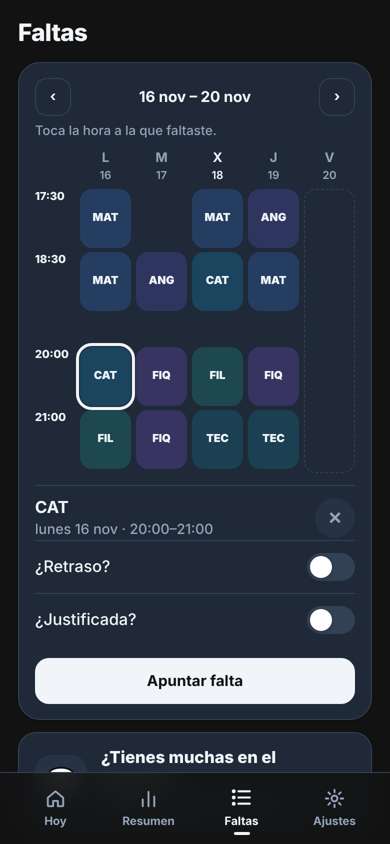 Faltas
‹ 16 nov – 20 nov ›
Toca la hora a la que faltaste.
L M X J V
16 17 18 19 20
17:30 MAT MAT ANG
18:30 MAT ANG CAT MAT
20:00 CAT FIQ FIL FIQ
21:00 FIL FIQ TEC TEC
CAT
lunes 16 nov · 20:00–21:00
¿Retraso?
¿Justificada?
Apuntar falta
¿Tienes muchas en el
Hoy Resumen Faltas Ajustes